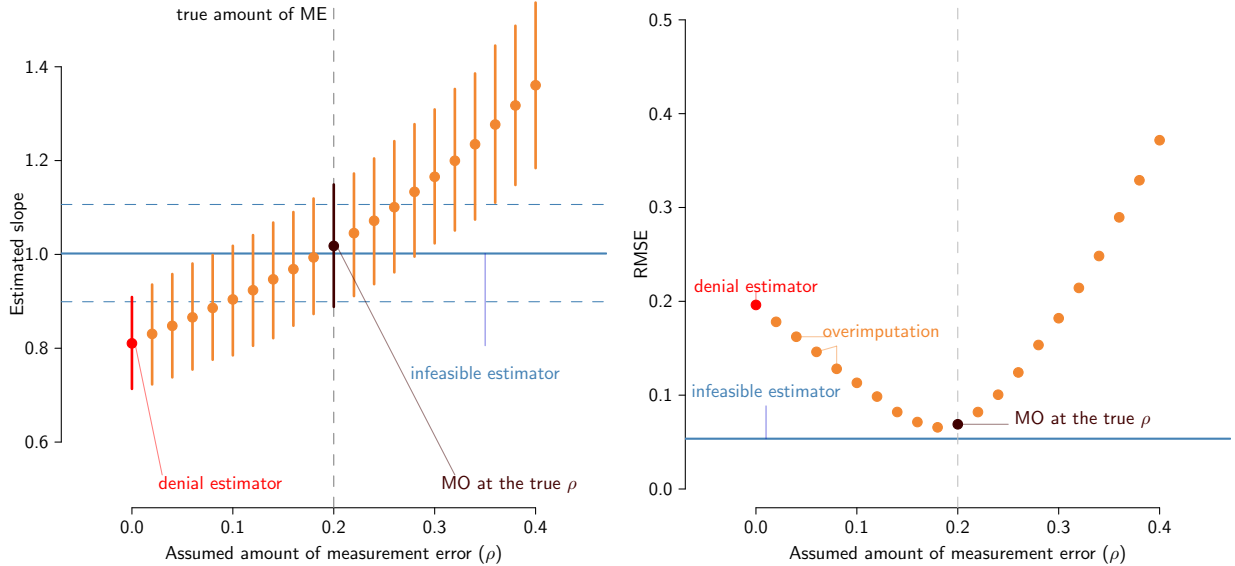 true amount of ME
1.4
1.2
1.0
0.8
0.6
Estimated slope
infeasible estimator
denial estimator
MO at the true ρ
0.0 0.1 0.2 0.3 0.4
Assumed amount of measurement error (ρ)
0.5
0.4
0.3
0.2
0.1
0.0
RMSE
denial estimator
overimputation
infeasible estimator
MO at the true ρ
0.0 0.1 0.2 0.3 0.4
Assumed amount of measurement error (ρ)